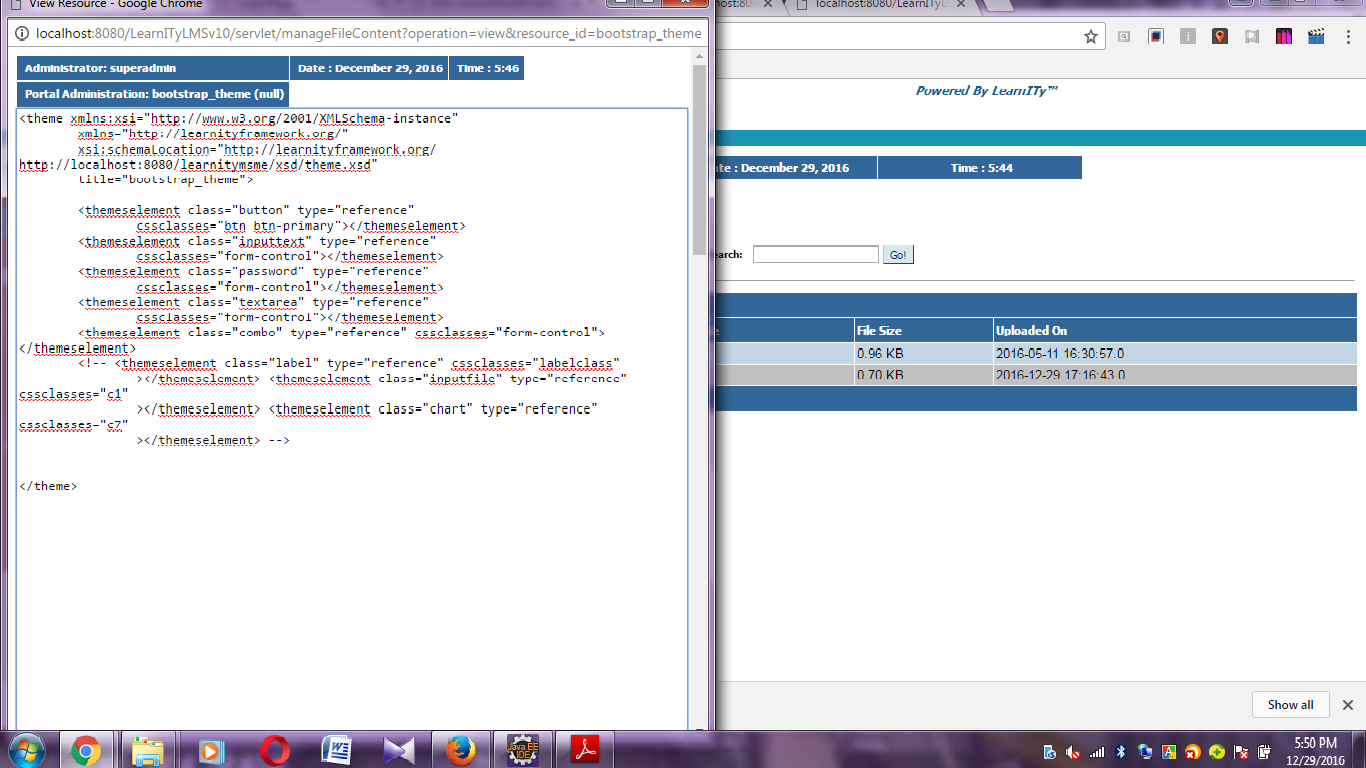 View Resource - Google Chrome
localhost:8080/LearnITyLMSv10/servlet/manageFileContent?operation=view&resource_id=bootstrap_theme
Administrator: superadmin
Date : December 29, 2016
Time : 5:46
Portal Administration: bootstrap_theme (null)
<theme xmlns:xsi="http://www.w3.org/2001/XMLSchema-instance"
xmlns="http://learnityframework.org/"
xsi:schemaLocation="http://learnityframework.org/
http://localhost:8080/learnitymsme/xsd/theme.xsd"
title="bootstrap_theme">
<themeselement class="button" type="reference"
cssclasses="btn btn-primary"></themeselement>
<themeselement class="inputtext" type="reference"
cssclasses="form-control"></themeselement>
<themeselement class="password" type="reference"
cssclasses="form-control"></themeselement>
<themeselement class="textarea" type="reference"
cssclasses="form-control"></themeselement>
<themeselement class="combo" type="reference" cssclasses="form-control">
</themeselement>
<!-- <themeselement class="label" type="reference" cssclasses="labelclass"
></themeselement> <themeselement class="inputfile" type="reference"
cssclasses="c1"
></themeselement> <themeselement class="chart" type="reference"
cssclasses="c7"
></themeselement> -->
</theme>
localhost:8080/LearnITyL
Powered By LearnITy™
te : December 29, 2016
Time : 5:44
earch:
Go!
File Size
Uploaded On
0.96 KB
2016-05-11 16:30:57.0
0.70 KB
2016-12-29 17:16:43.0
Show all
Java EE
IDE
5:50 PM
12/29/2016